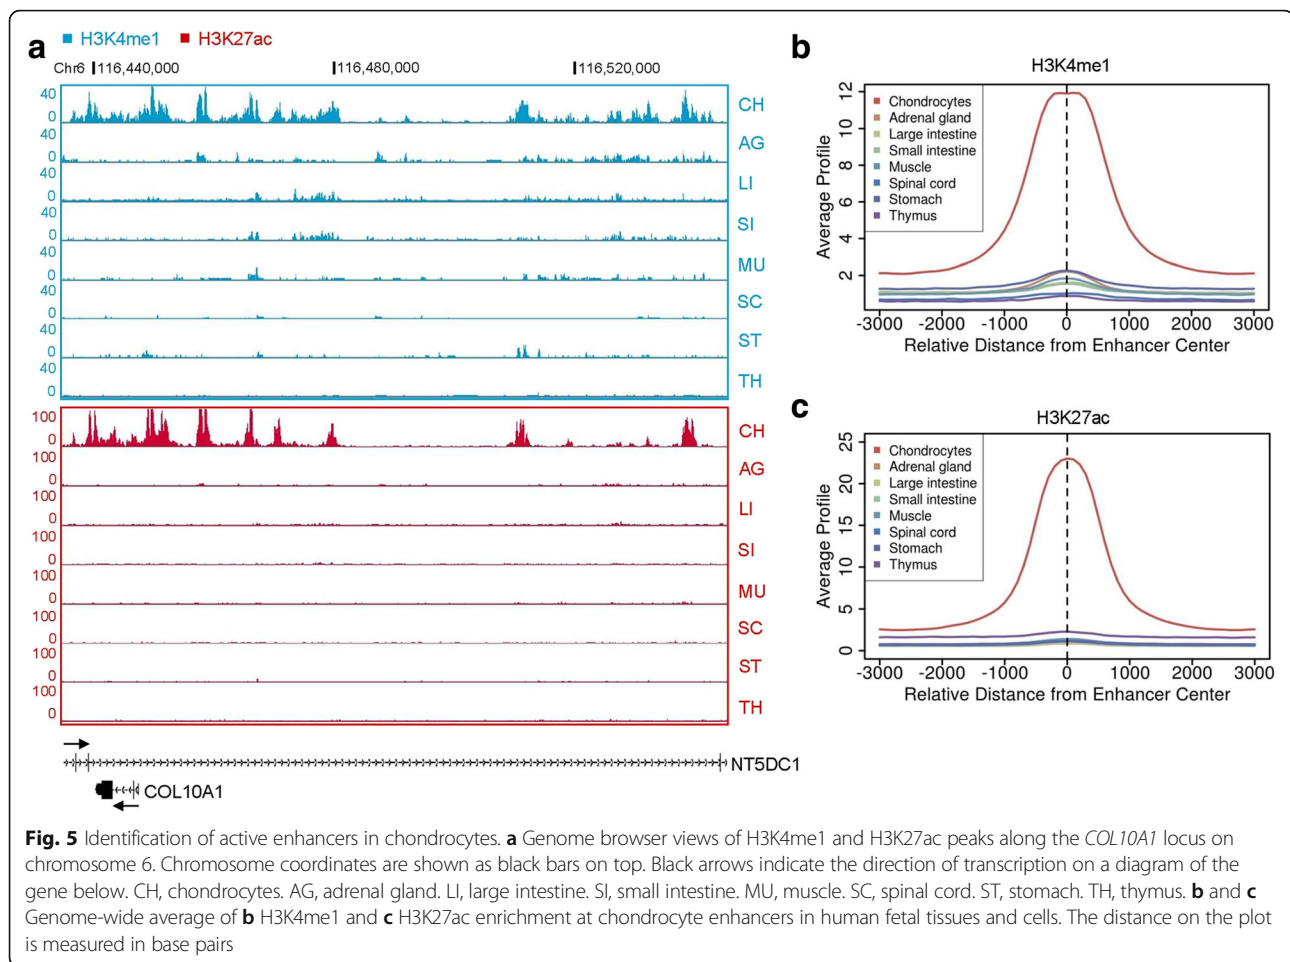 a
H3K4me1 H3K27ac
Chr6 116,440,000 116,480,000 116,520,000
40
0
CH
40
0
AG
40
0
LI
40
0
SI
40
0
MU
40
0
SC
40
0
ST
40
0
TH
100
0
CH
100
0
AG
100
0
LI
100
0
SI
100
0
MU
100
0
SC
100
0
ST
100
0
TH
NT5DC1
COL10A1
b
H3K4me1
Average Profile
12
10
8
6
4
2
Chondrocytes
Adrenal gland
Large intestine
Small intestine
Muscle
Spinal cord
Stomach
Thymus
-3000 -2000 -1000 0 1000 2000 3000
Relative Distance from Enhancer Center
c
H3K27ac
Average Profile
25
20
15
10
5
0
Chondrocytes
Adrenal gland
Large intestine
Small intestine
Muscle
Spinal cord
Stomach
Thymus
-3000 -2000 -1000 0 1000 2000 3000
Relative Distance from Enhancer Center
Fig. 5 Identification of active enhancers in chondrocytes. a Genome browser views of H3K4me1 and H3K27ac peaks along the COL10A1 locus on
chromosome 6. Chromosome coordinates are shown as black bars on top. Black arrows indicate the direction of transcription on a diagram of the
gene below. CH, chondrocytes. AG, adrenal gland. LI, large intestine. SI, small intestine. MU, muscle. SC, spinal cord. ST, stomach. TH, thymus. b and c
Genome-wide average of b H3K4me1 and c H3K27ac enrichment at chondrocyte enhancers in human fetal tissues and cells. The distance on the plot
is measured in base pairs